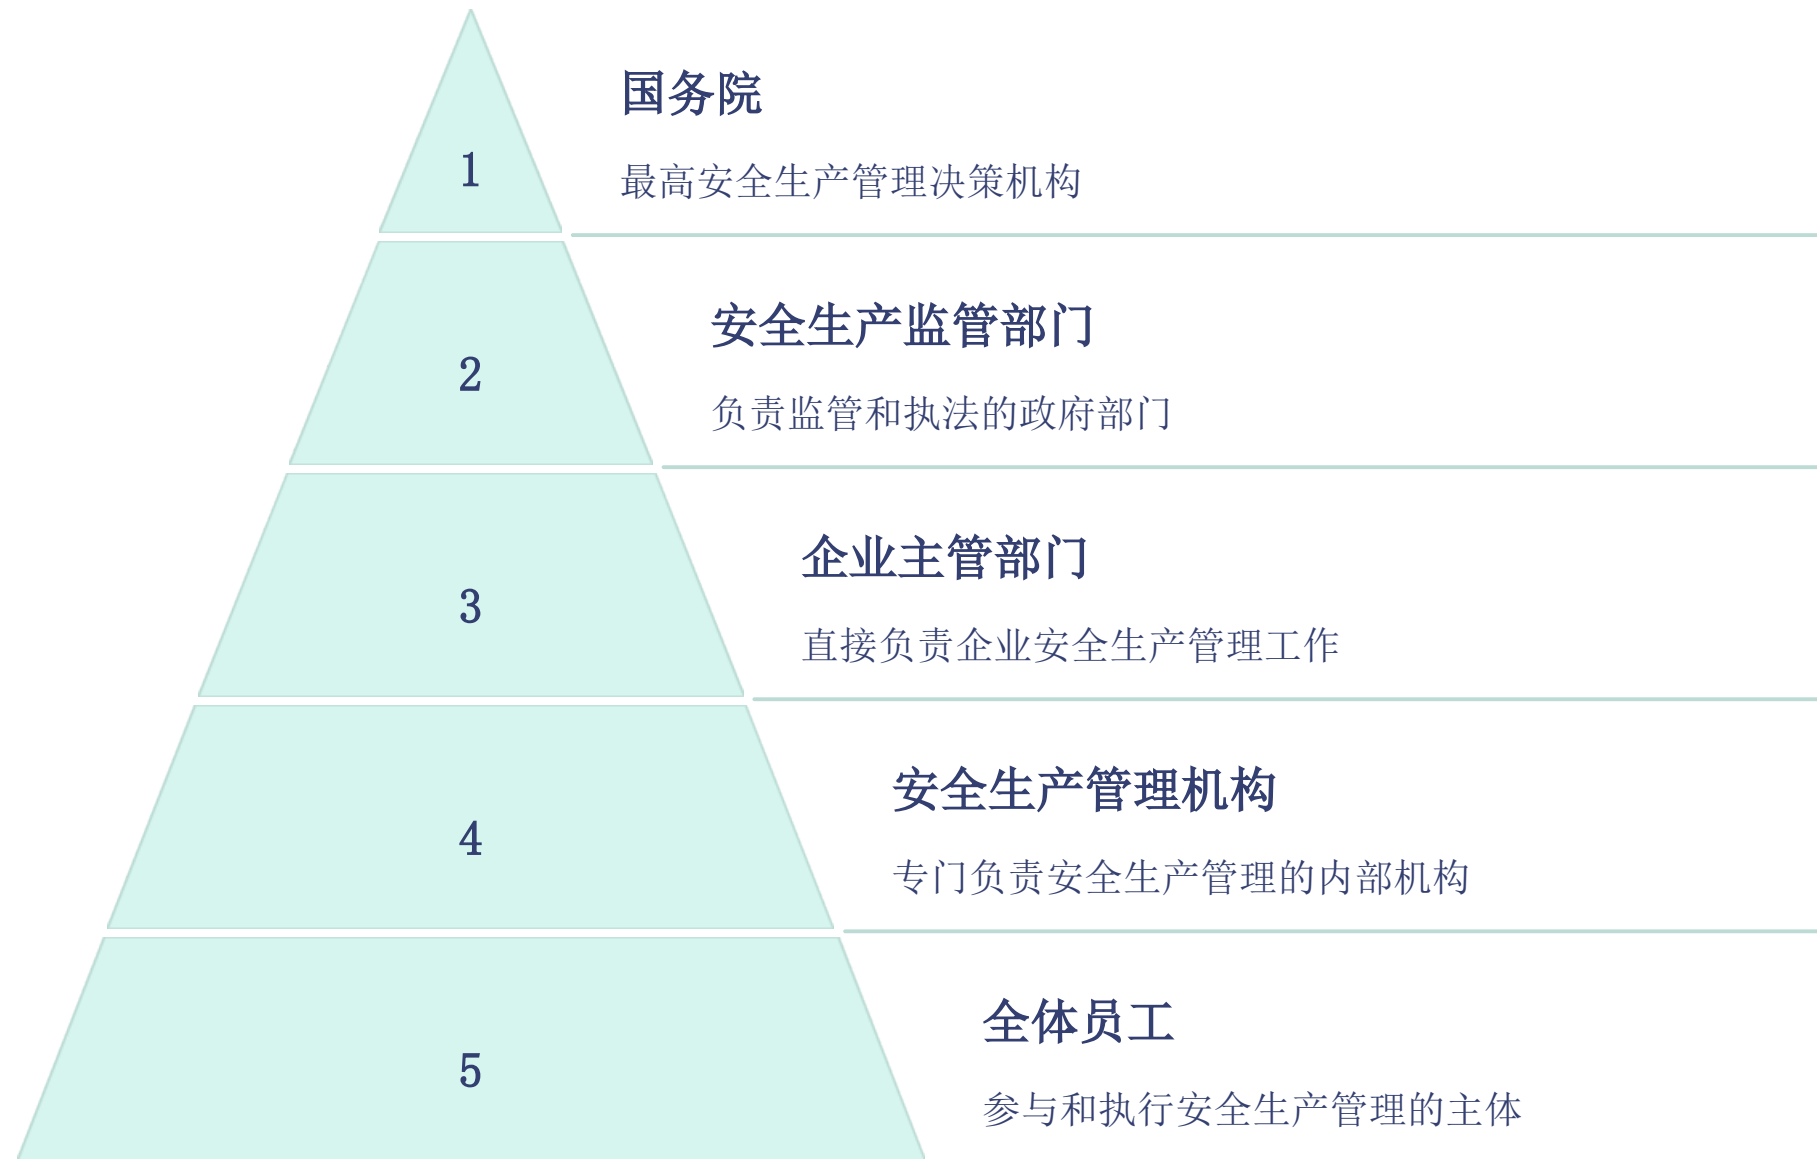 1
国务院
最高安全生产管理决策机构
2
安全生产监管部门
负责监管和执法的政府部门
3
企业主管部门
直接负责企业安全生产管理工作
4
安全生产管理机构
专门负责安全生产管理的内部机构
5
全体员工
参与和执行安全生产管理的主体